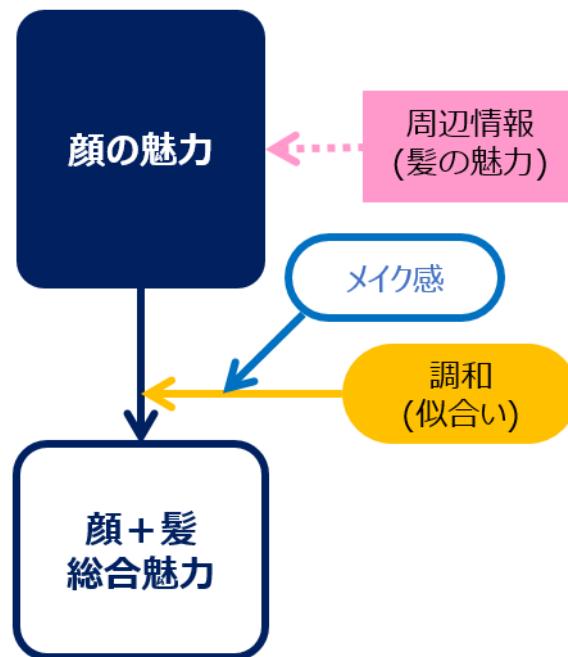 顔の魅力
周辺情報
(髪の魅力)
メイク感
調和
(似合い)
顔＋髪
総合魅力